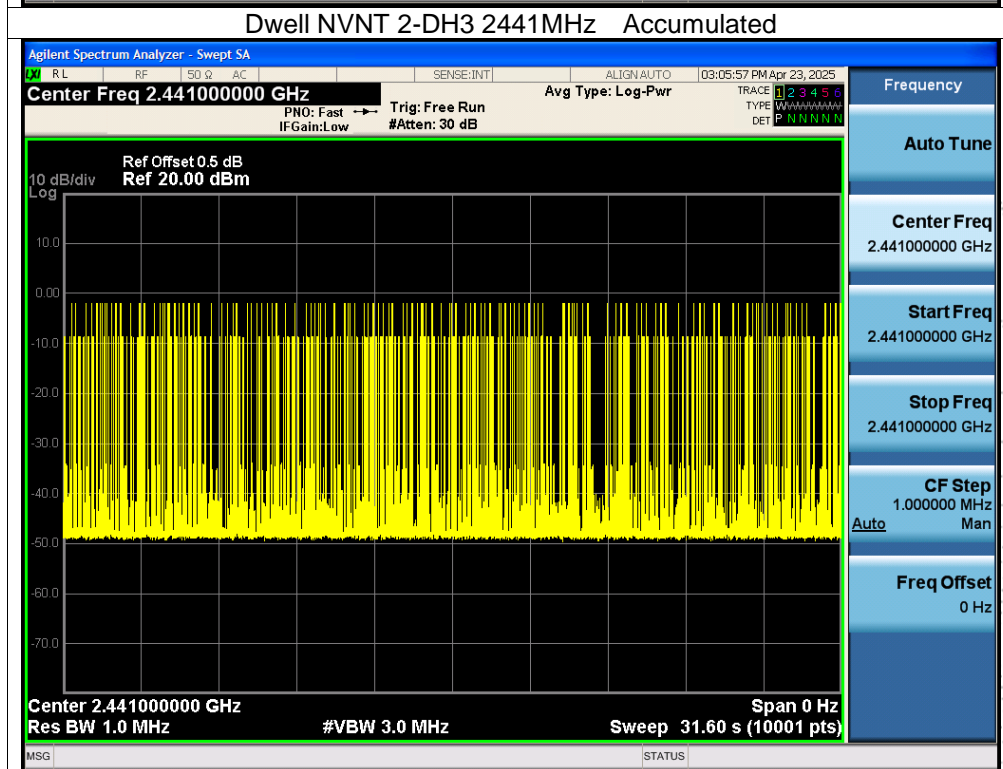 Dwell NVNT 2-DH3 2441MHz Accumulated
Agilent Spectrum Analyzer - Swept SA
LXI RL RF 50 Ω AC SENSE:INT ALIGN AUTO 03:05:57 PM Apr 23, 2025
Center Freq 2.441000000 GHz
PNO: Fast
IFGain:Low
Trig: Free Run
#Atten: 30 dB
Avg Type: Log-Pwr
TRACE 1 2 3 4 5 6
TYPE
DET P N N N N N
Ref Offset 0.5 dB
10 dB/div Ref 20.00 dBm
Log
10.0
0.00
-10.0
-20.0
-30.0
-40.0
-50.0
-60.0
-70.0
Center 2.441000000 GHz Span 0 Hz
Res BW 1.0 MHz #VBW 3.0 MHz Sweep 31.60 s (10001 pts)
MSG STATUS
Frequency
Auto Tune
Center Freq
2.441000000 GHz
Start Freq
2.441000000 GHz
Stop Freq
2.441000000 GHz
CF Step
1.000000 MHz
Auto Man
Freq Offset
0 Hz